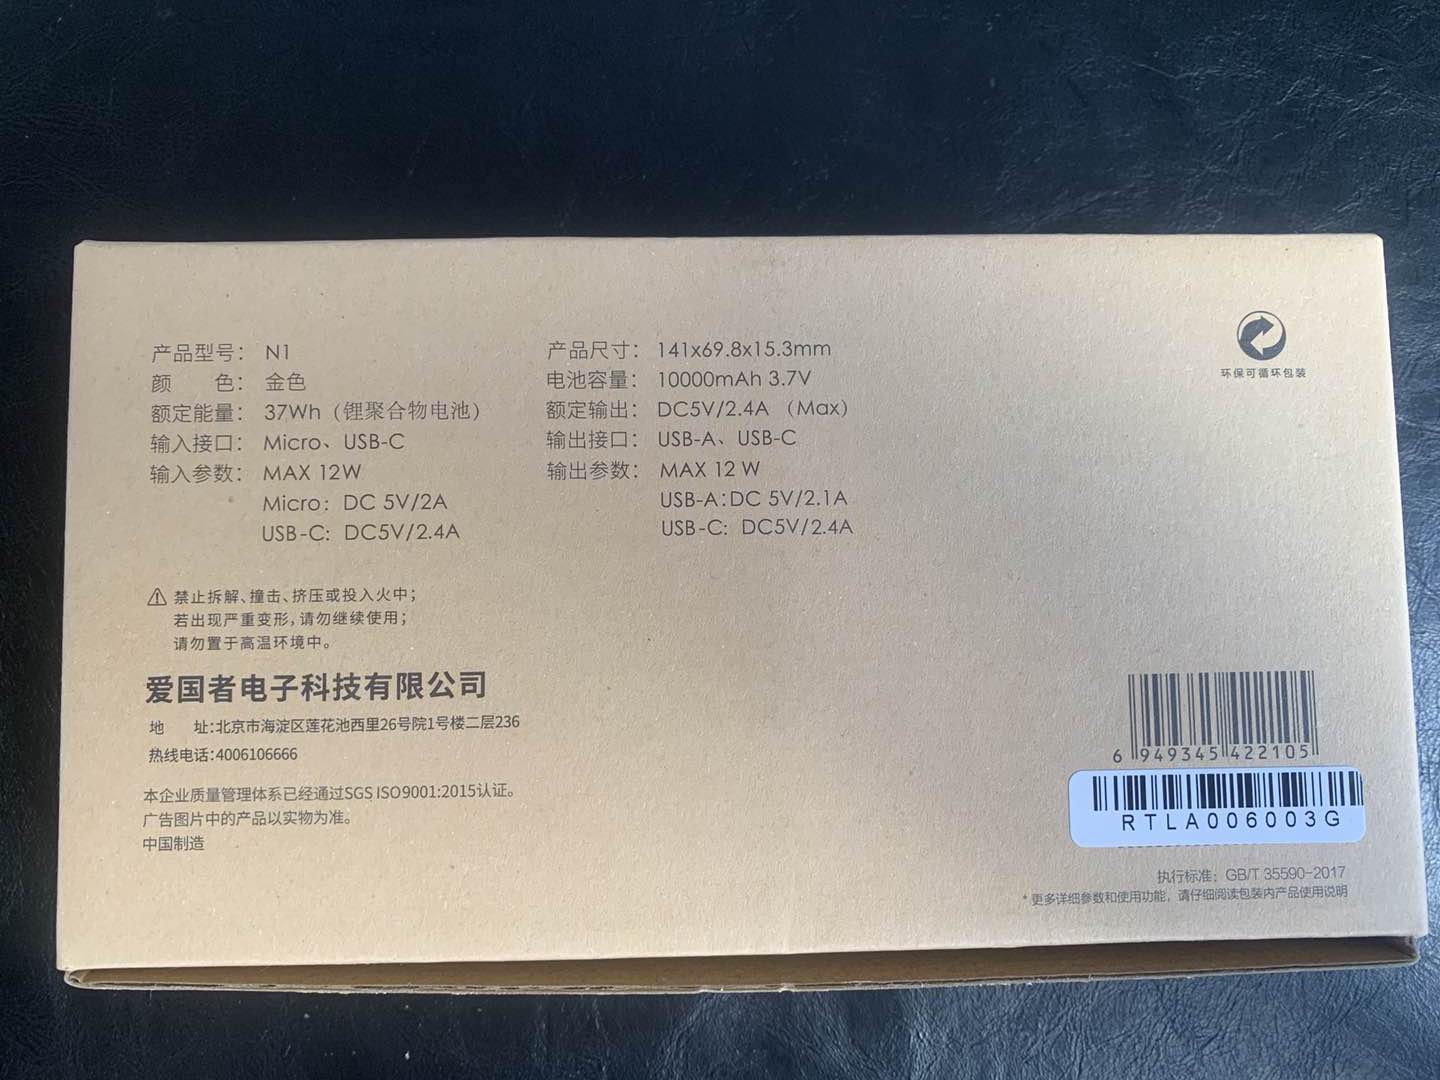 产品型号： N1
颜 色： 金色
额定能量： 37Wh（锂聚合物电池）
输入接口： Micro、USB-C
输入参数： MAX 12W
Micro： DC 5V/2A
USB-C： DC5V/2.4A
产品尺寸： 141x69.8x15.3mm
电池容量： 10000mAh 3.7V
额定输出： DC5V/2.4A （Max）
输出接口： USB-A、USB-C
输出参数： MAX 12 W
USB-A：DC 5V/2.1A
USB-C： DC5V/2.4A
环保可循环包装
禁止拆解、撞击、挤压或投入火中；
若出现严重变形，请勿继续使用；
请勿置于高温环境中。
爱国者电子科技有限公司
地 址：北京市海淀区莲花池西里26号院1号楼二层236
热线电话：4006106666
本企业质量管理体系已经通过SGS ISO9001:2015认证。
广告图片中的产品以实物为准。
中国制造
6 949345 422105
RTLA006003G
执行标准：GB/T 35590-2017
*更多详细参数和使用功能，请仔细阅读包装内产品使用说明